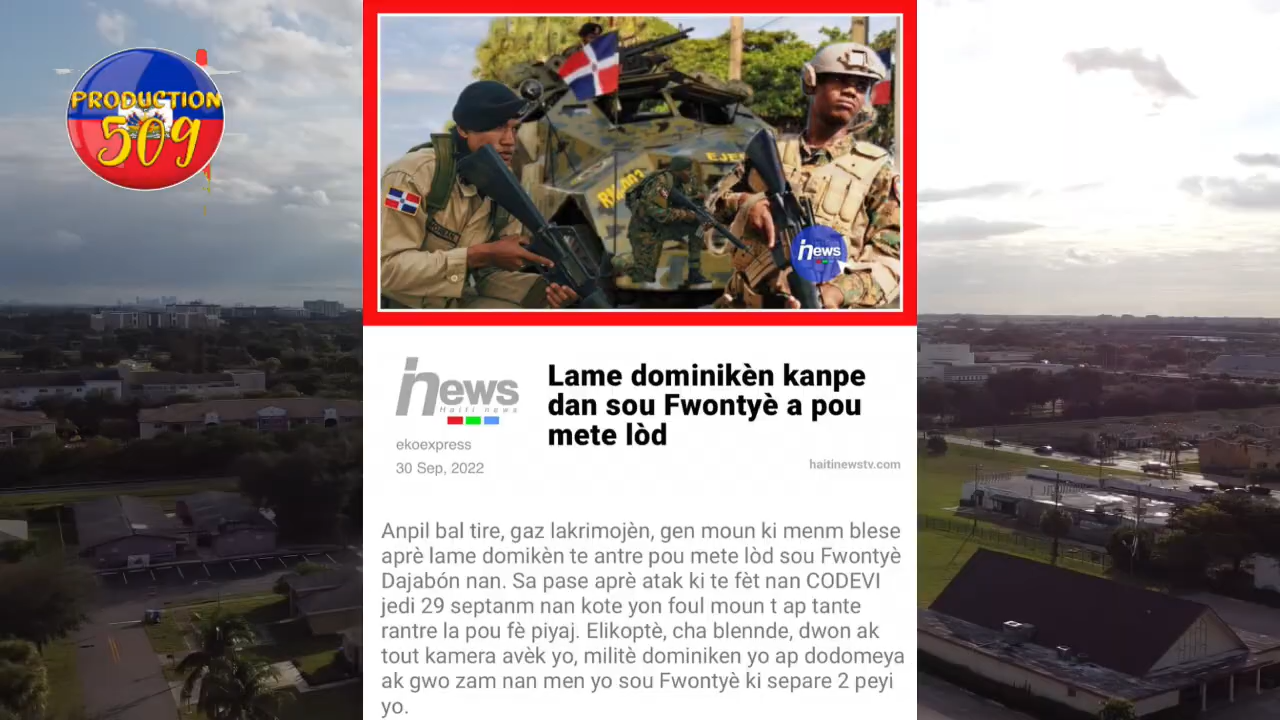 PRODUCTION
509
news
Lame dominikèn kanpe
dan sou Fwontyè a pou
mete lòd
inews
Haiti news
ekoexpress
30 Sep, 2022
haitinewstv.com
Anpil bal tire, gaz lakrimojèn, gen moun ki menm blese
aprè lame domikèn te antre pou mete lòd sou Fwontyè
Dajabón nan. Sa pase aprè atak ki te fèt nan CODEVI
jedi 29 septanm nan kote yon foul moun t ap tante
rantre la pou fè piyaj. Elikoptè, cha blennde, dwon ak
tout kamera avèk yo, militè dominiken yo ap dodomeya
ak gwo zam nan men yo sou Fwontyè ki separe 2 peyi
yo.